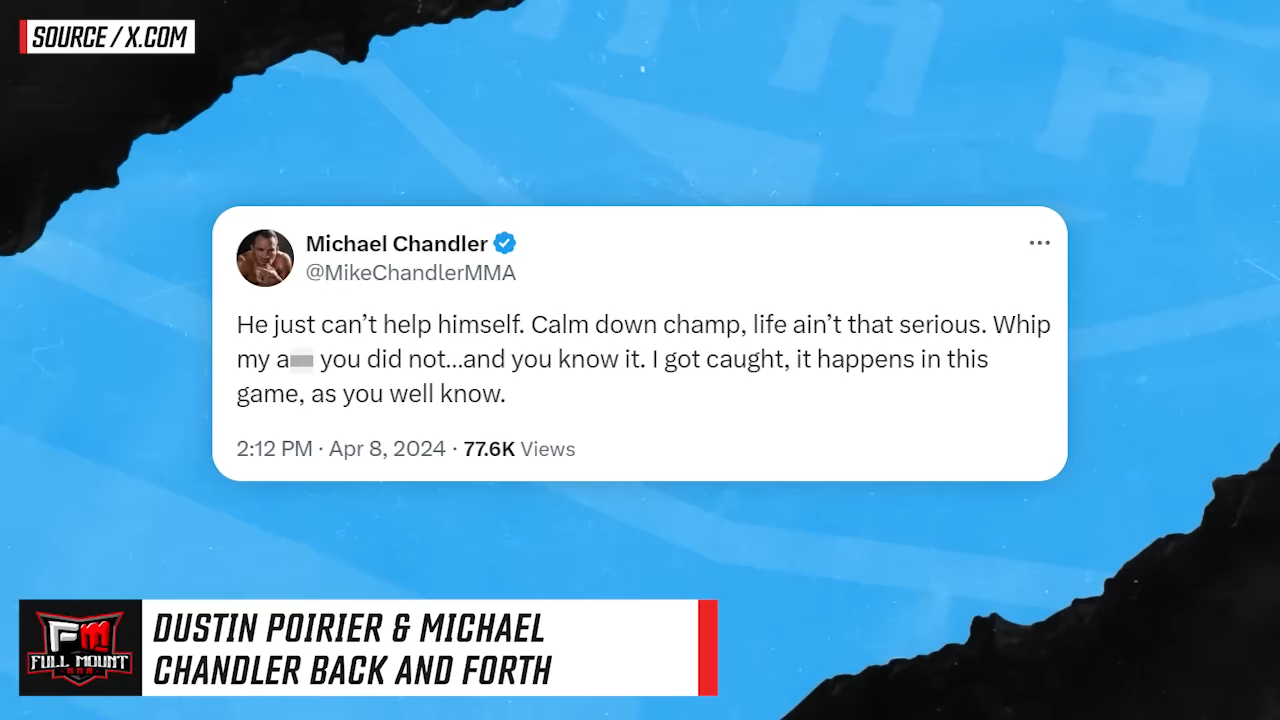 SOURCE / X.COM
Michael Chandler
@MikeChandlerMMA
He just can’t help himself. Calm down champ, life ain’t that serious. Whip
my a you did not...and you know it. I got caught, it happens in this
game, as you well know.
2:12 PM · Apr 8, 2024 · 77.6K Views
FM
FULL MOUNT
MMA
DUSTIN POIRIER & MICHAEL
CHANDLER BACK AND FORTH